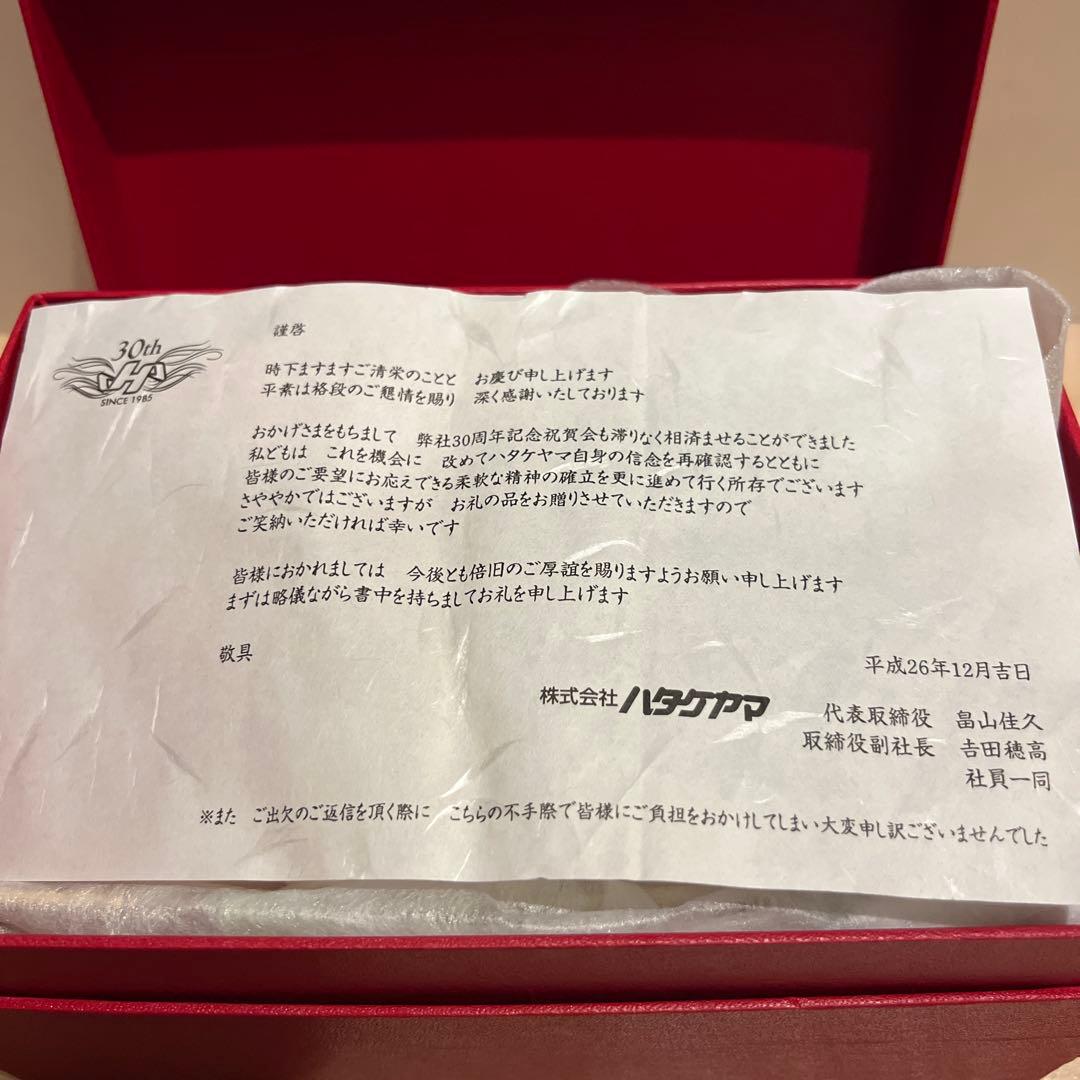 30th
SINCE 1985
謹啓
時下ますますご清栄のことと　お慶び申し上げます
平素は格段のご懇情を賜り　深く感謝いたしております
おかげさまをもちまして　弊社30周年記念祝賀会も滞りなく相済ませることができました
私どもは　これを機会に　改めてハタケヤマ自身の信念を再確認するとともに
皆様のご要望にお応えできる柔軟な精神の確立を更に進めて行く所存でございます
さややかではございますが　お礼の品をお贈りさせていただきますので
ご笑納いただければ幸いです
皆様におかれましては　今後とも倍旧のご厚誼を賜りますようお願い申し上げます
まずは略儀ながら書中を持ちましてお礼を申し上げます
敬具
平成26年12月吉日
株式会社ハタケヤマ
代表取締役　畠山佳久
取締役副社長　𠮷田穂高
社員一同
※また　ご出欠のご返信を頂く際に　こちらの不手際で皆様にご負担をおかけしてしまい大変申し訳ございませんでした